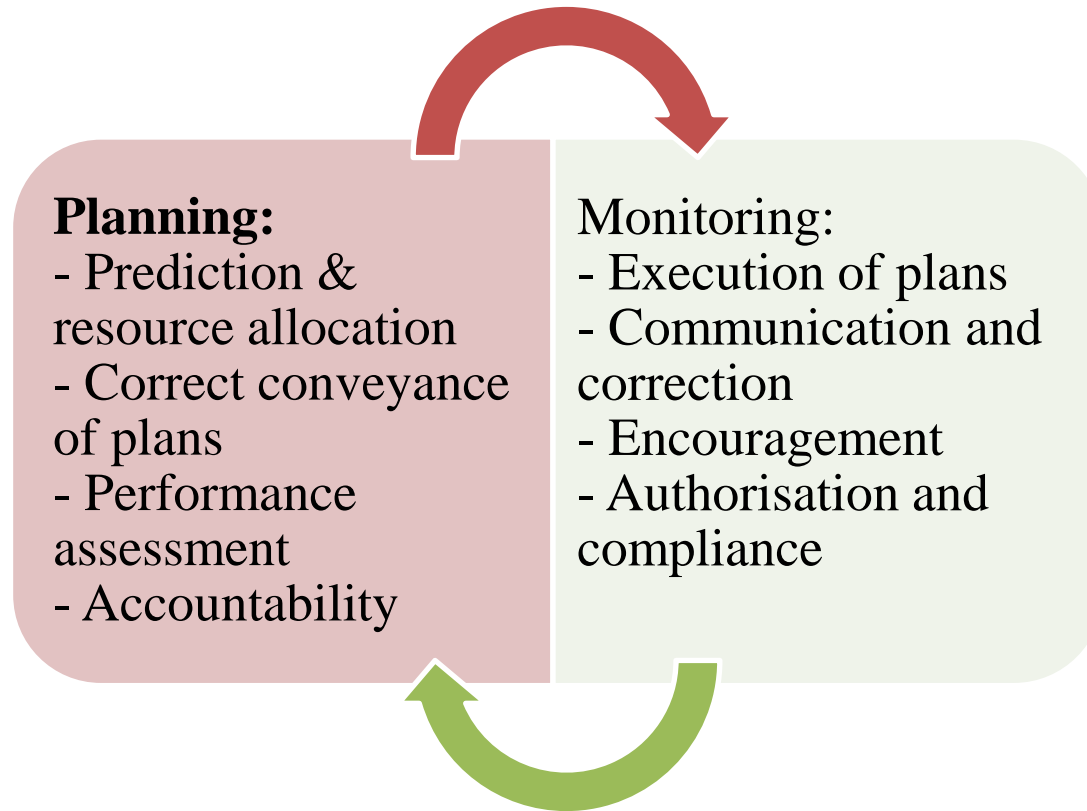 Planning:
- Prediction &
resource allocation
- Correct conveyance
of plans
- Performance
assessment
- Accountability
Monitoring:
- Execution of plans
- Communication and
correction
- Encouragement
- Authorisation and
compliance